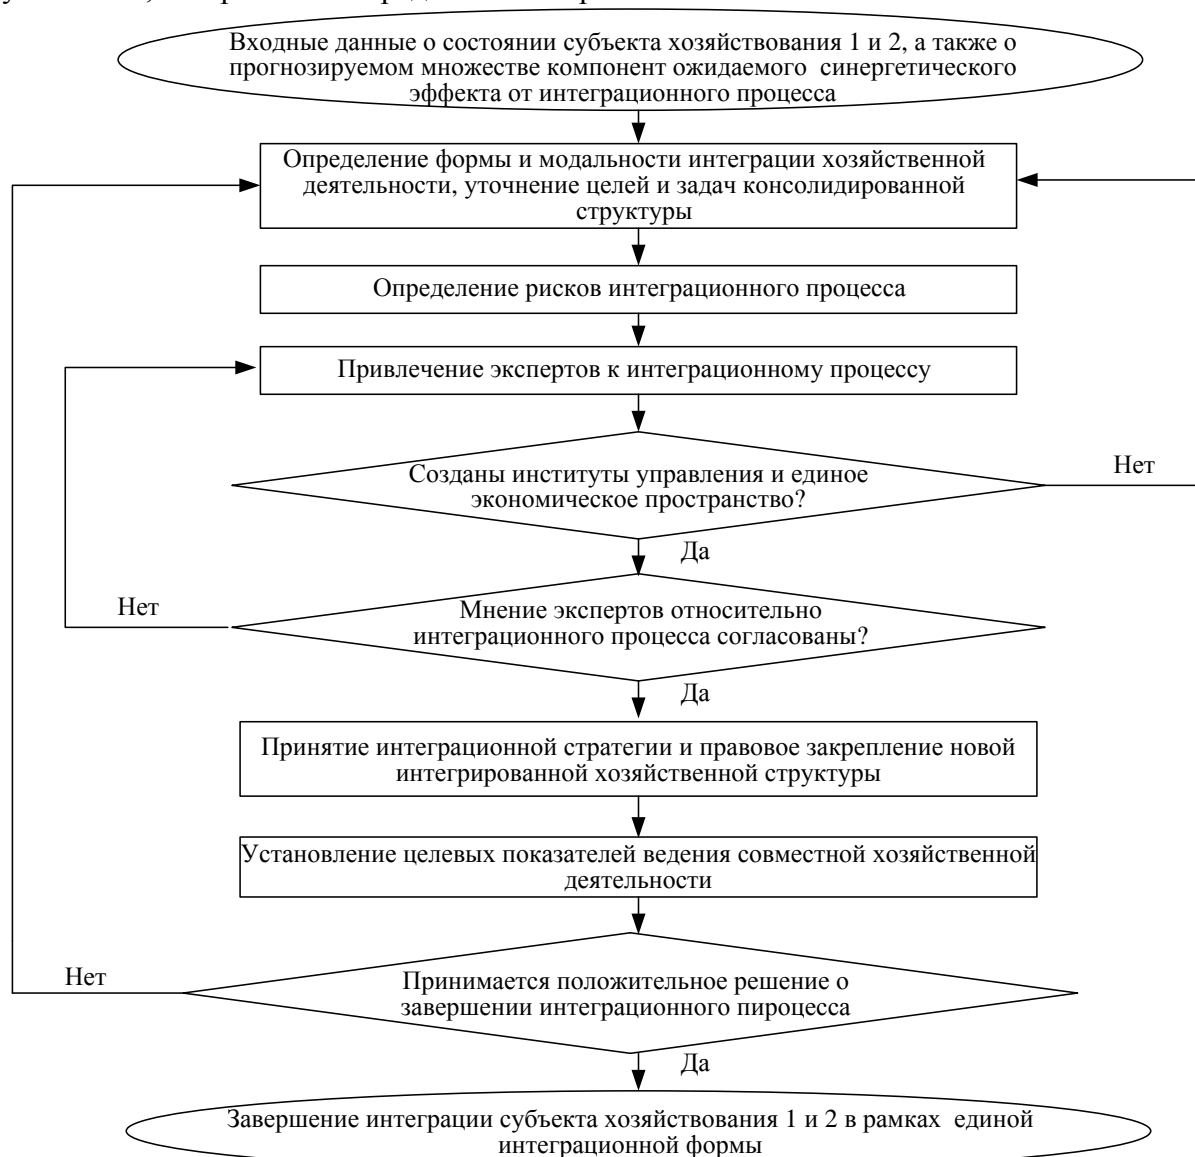 Входные данные о состоянии субъекта хозяйствования 1 и 2, а также о
прогнозируемом множестве компонент ожидаемого синергетического
эффекта от интеграционного процесса
Определение формы и модальности интеграции хозяйственной
деятельности, уточнение целей и задач консолидированной
структуры
Определение рисков интеграционного процесса
Привлечение экспертов к интеграционному процессу
Созданы институты управления и единое
экономическое пространство?
Нет
Да
Мнение экспертов относительно
интеграционного процесса согласованы?
Нет
Да
Принятие интеграционной стратегии и правовое закрепление новой
интегрированной хозяйственной структуры
Установление целевых показателей ведения совместной хозяйственной
деятельности
Принимается положительное решение о
завершении интеграционного пироцесса
Нет
Да
Завершение интеграции субъекта хозяйствования 1 и 2 в рамках единой
интеграционной формы